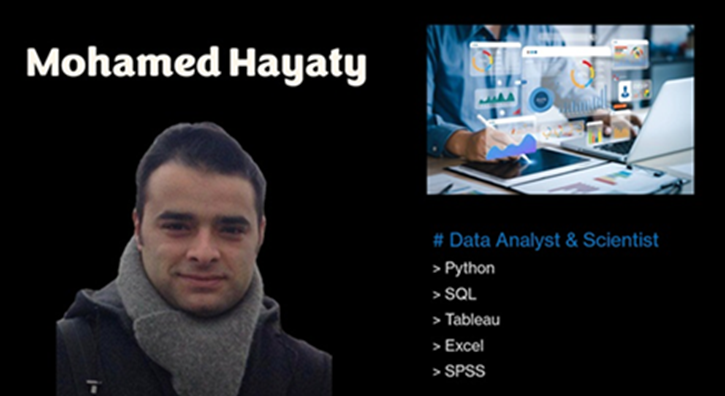 Mohamed Hayaty
# Data Analyst & Scientist
> Python
> SQL
> Tableau
> Excel
> SPSS